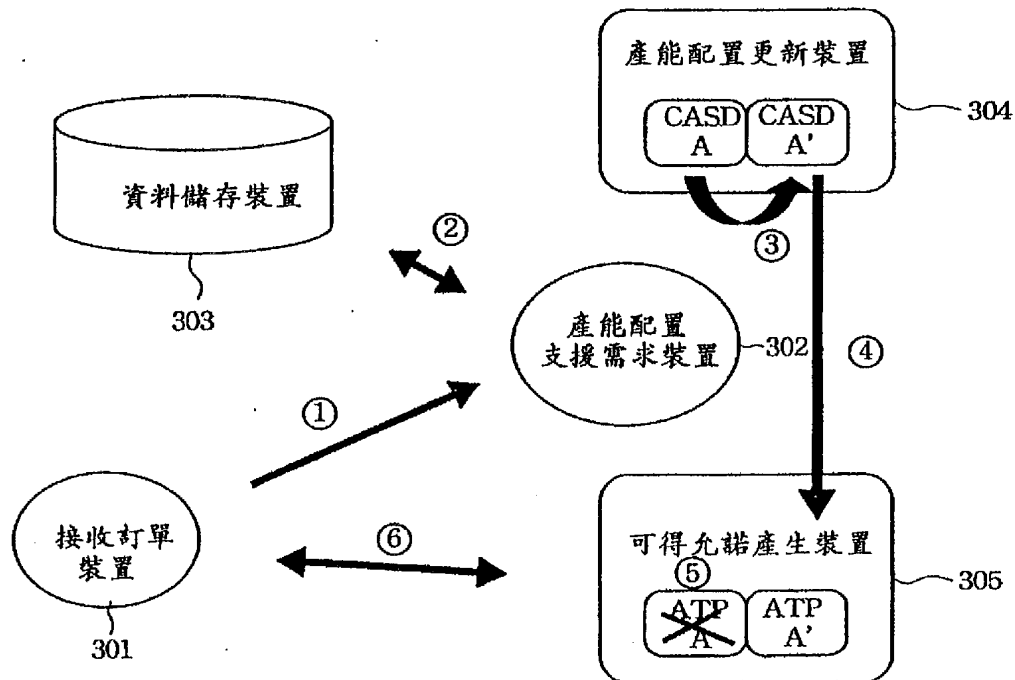 產能配置更新裝置
CASD
A
CASD
A'
304
資料儲存裝置
303
②
③
產能配置
支援需求裝置
302
④
①
接收訂單
裝置
301
⑥
可得允諾產生裝置
⑤
ATP
A
ATP
A'
305